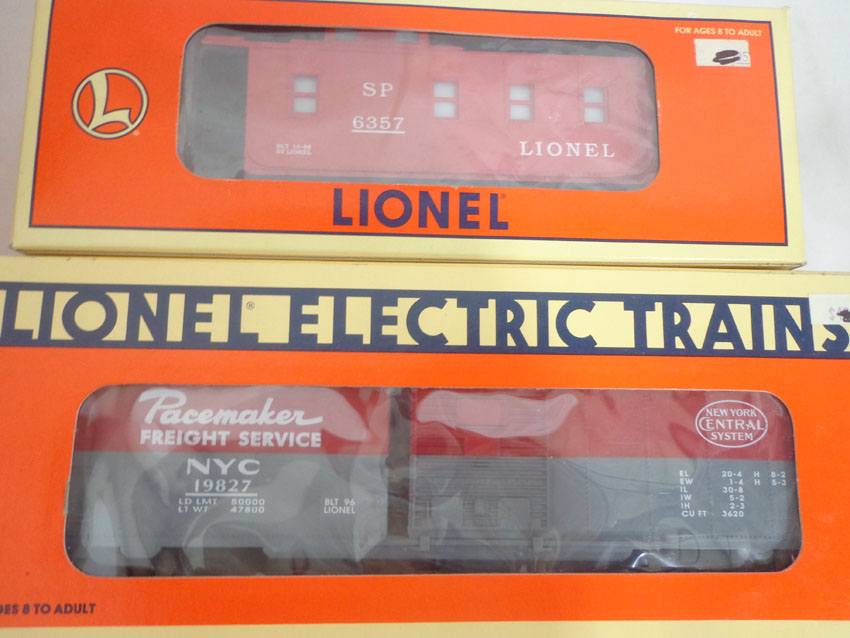 FOR AGES 8 TO ADULT
L
SP
6357
LIONEL
LIONEL
LIONEL ELECTRIC TRAINS
Pacemaker
FREIGHT SERVICE
NYC
19827
LD LMT 50000
LT WT 47800
BLT 96
LIONEL
NEW YORK
CENTRAL
SYSTEM
EL 20-4 H 8-2
EW 1-4 H 5-3
IL 30-8
IW 5-2
IH 2-3
CU FT 3620
AGES 8 TO ADULT